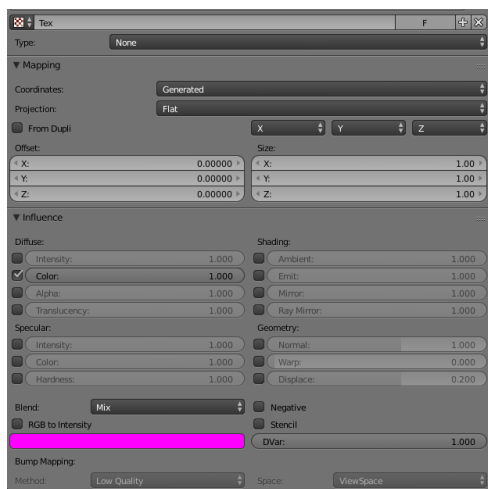 Tex F
Type: None
Mapping
Coordinates: Generated
Projection: Flat
From Dupli X Y Z
Offset: Size:
X: 0.00000 X: 1.00
Y: 0.00000 Y: 1.00
Z: 0.00000 Z: 1.00
Influence
Diffuse: Shading:
Intensity: 1.000 Ambient: 1.000
Color: 1.000 Emit: 1.000
Alpha: 1.000 Mirror: 1.000
Translucency: 1.000 Ray Mirror: 1.000
Specular: Geometry:
Intensity: 1.000 Normal: 1.000
Color: 1.000 Warp: 0.000
Hardness: 1.000 Displace: 0.200
Blend: Mix Negative
RGB to Intensity Stencil
DVar: 1.000
Bump Mapping:
Method: Low Quality Space: ViewSpace